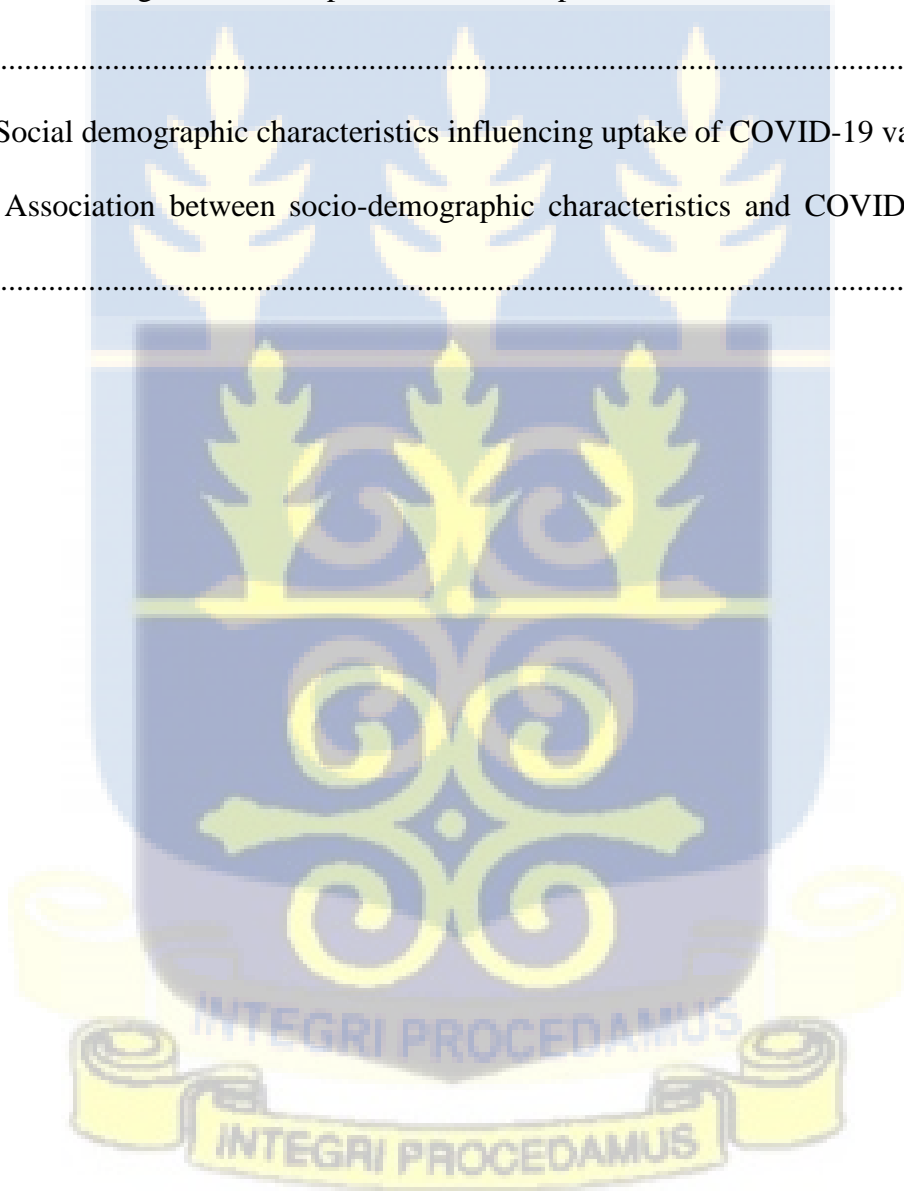 ................................................................................................................
Social demographic characteristics influencing uptake of COVID-19 va
Association between socio-demographic characteristics and COVID
................................................................................................................
INTEGRI PROCEDAMUS
INTEGRI PROCEDAMUS